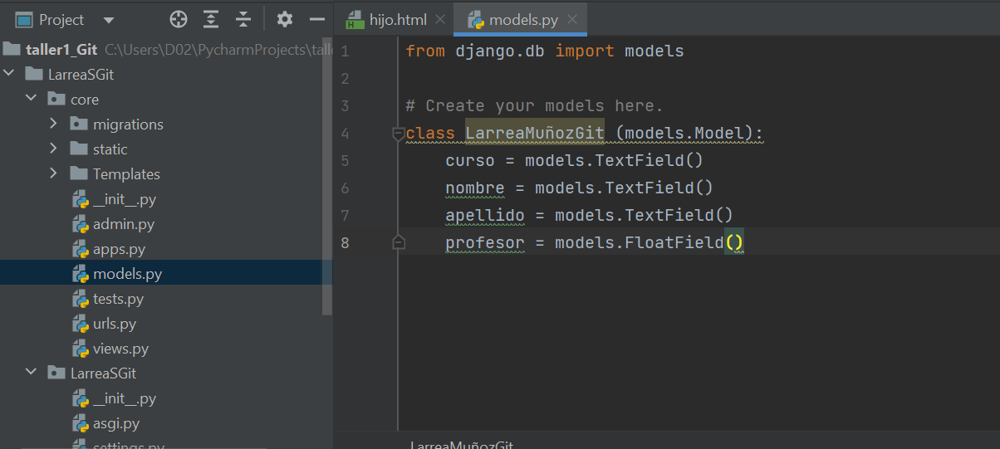 Project
hijo.html
models.py
taller1_Git C:\Users\D02\PycharmProjects\talle
LarreaSGit
core
migrations
static
Templates
__init__.py
admin.py
apps.py
models.py
tests.py
urls.py
views.py
LarreaSGit
__init__.py
asgi.py
settings.py
1 from django.db import models
2
3 # Create your models here.
4 class LarreaMuñozGit (models.Model):
5 curso = models.TextField()
6 nombre = models.TextField()
7 apellido = models.TextField()
8 profesor = models.FloatField()
LarreaMuñozGit